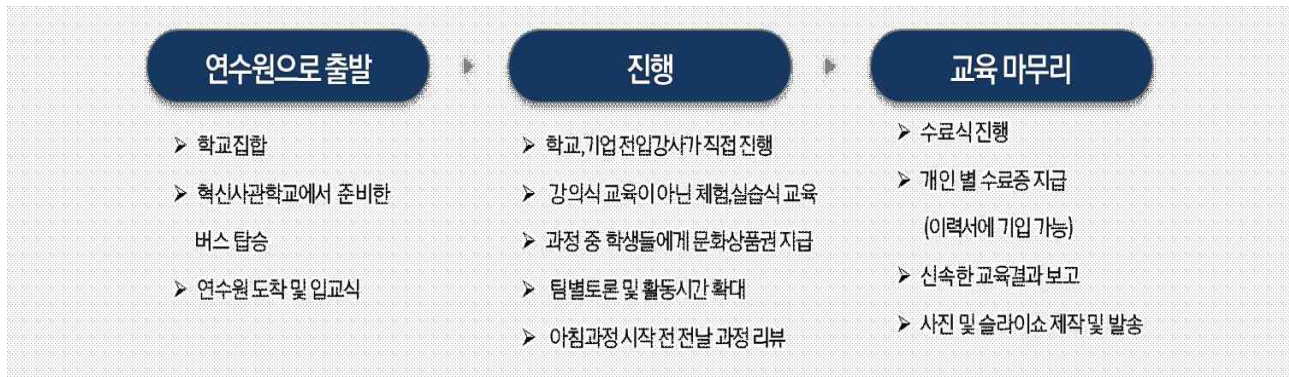 연수원으로 출발
➢ 학교집합
➢ 혁신사관학교에서 준비한
버스 탑승
➢ 연수원 도착 및 입교식
진행
➢ 학교,기업 전임강사가 직접 진행
➢ 강의식 교육이 아닌 체험,실습식 교육
➢ 과정 중 학생들에게 문화상품권 지급
➢ 팀별토론 및 활동시간 확대
➢ 아침과정 시작 전 전날 과정 리뷰
교육 마무리
➢ 수료식 진행
➢ 개인 별 수료증 지급
(이력서에 기입 가능)
➢ 신속한 교육결과 보고
➢ 사진 및 슬라이쇼 제작 및 발송